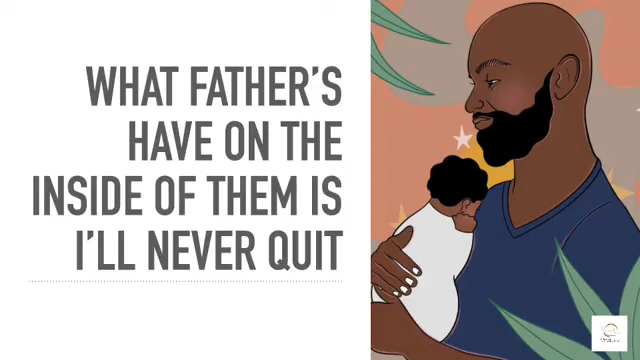 WHAT FATHER'S
HAVE ON THE
INSIDE OF THEM IS
I'LL NEVER QUIT